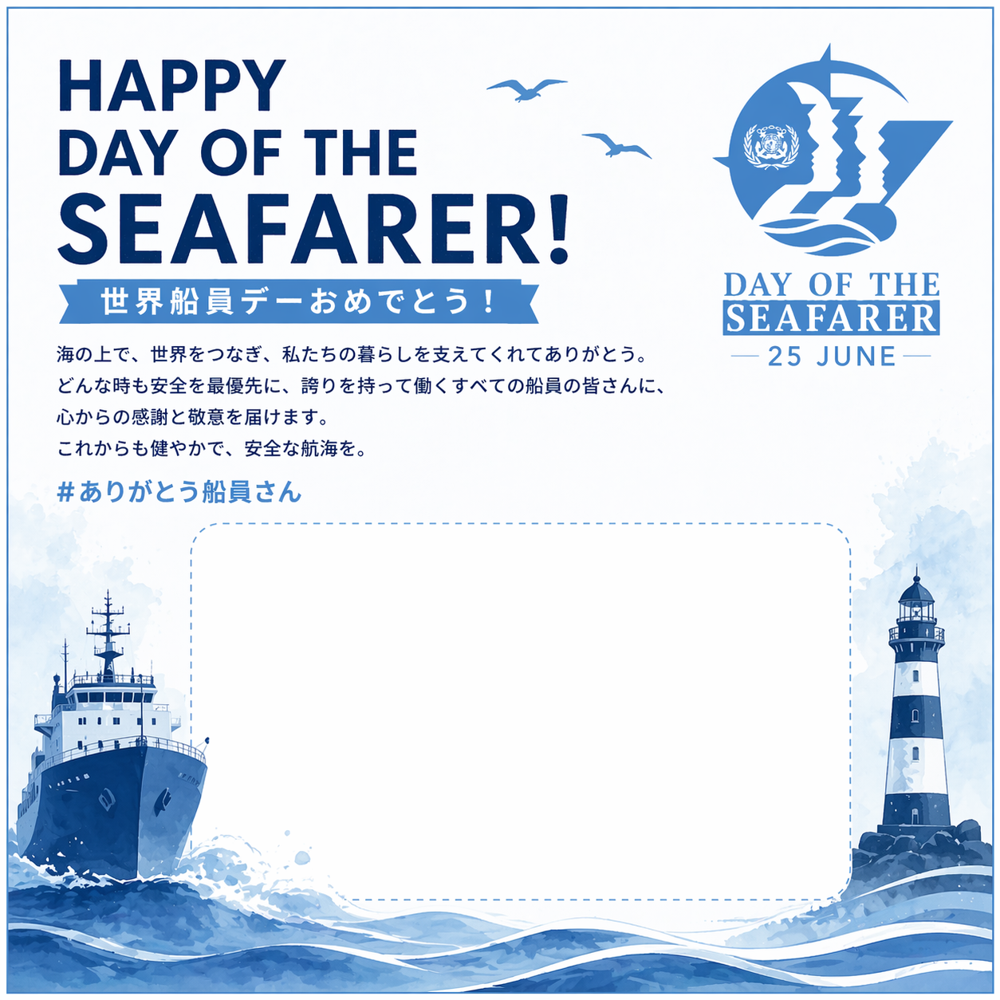 HAPPY
DAY OF THE
SEAFARER!
世界船員デーおめでとう！
海の上で、世界をつなぎ、私たちの暮らしを支えてくれてありがとう。
どんな時も安全を最優先に、誇りを持って働くすべての船員の皆さんに、
心からの感謝と敬意を届けます。
これからも健やかで、安全な航海を。
#ありがとう船員さん
DAY OF THE
SEAFARER
25 JUNE